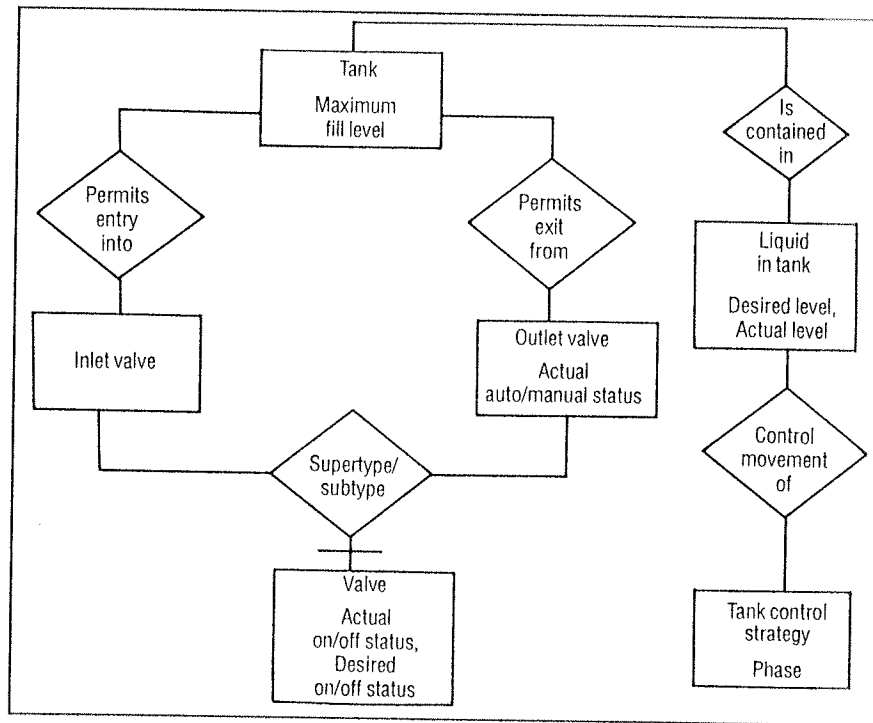 Tank
Maximum
fill level
Is
contained
in
Permits
entry
into
Permits
exit
from
Liquid
in tank
Desired level,
Actual level
Inlet valve
Outlet valve
Actual
auto/manual status
Control
movement
of
Supertype/
subtype
Valve
Actual
on/off status,
Desired
on/off status
Tank control
strategy
Phase